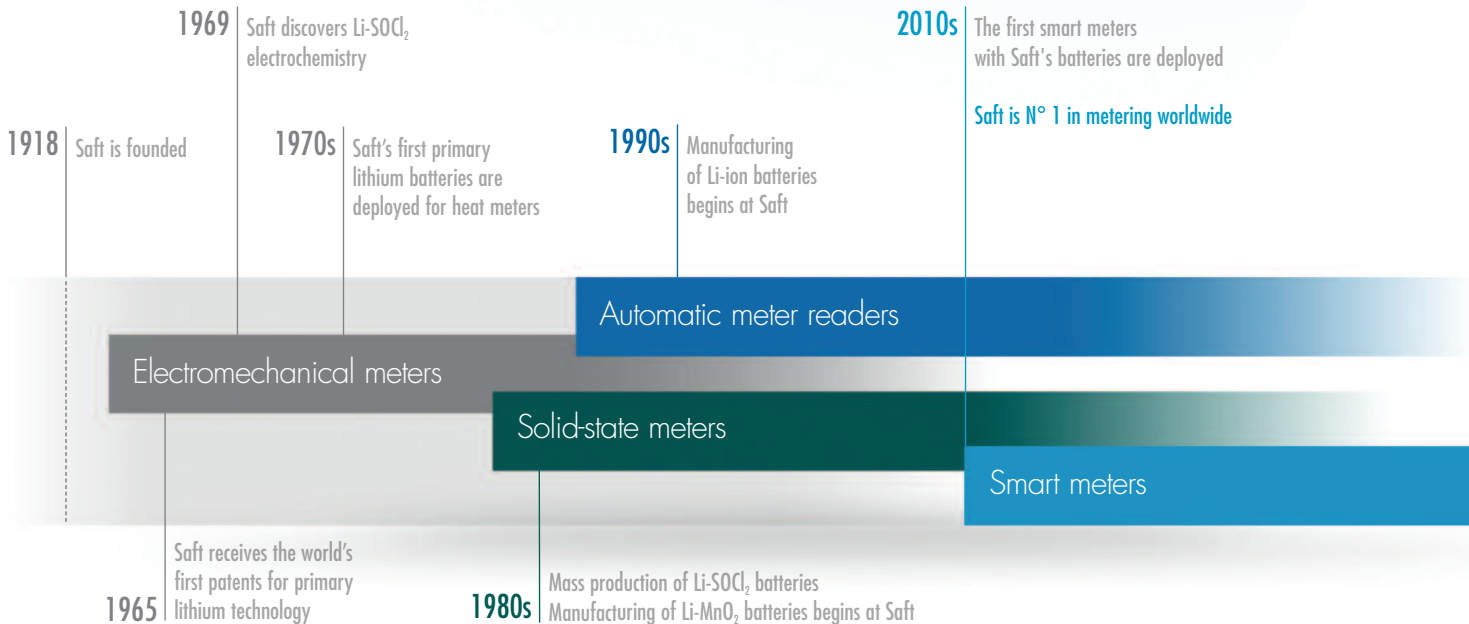 1969
Saft discovers Li-SOCl₂
electrochemistry
2010s
The first smart meters
with Saft's batteries are deployed
Saft is N° 1 in metering worldwide
1918
Saft is founded
1970s
Saft's first primary
lithium batteries are
deployed for heat meters
1990s
Manufacturing
of Li-ion batteries
begins at Saft
Automatic meter readers
Electromechanical meters
Solid-state meters
Smart meters
1965
Saft receives the world's
first patents for primary
lithium technology
1980s
Mass production of Li-SOCl₂ batteries
Manufacturing of Li-MnO₂ batteries begins at Saft